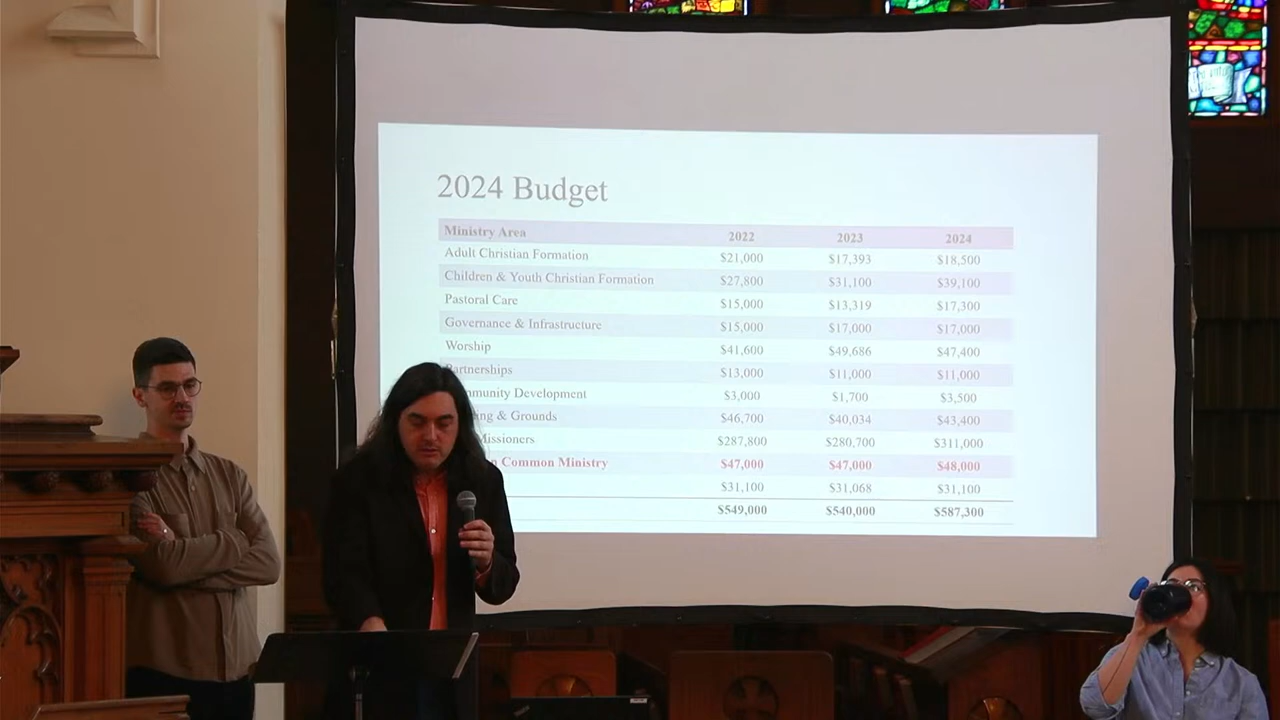 2024 Budget
Ministry Area 2022 2023 2024
Adult Christian Formation $21,000 $17,393 $18,500
Children & Youth Christian Formation $27,800 $31,100 $39,100
Pastoral Care $15,000 $13,319 $17,300
Governance & Infrastructure $15,000 $17,000 $17,000
Worship $41,600 $49,686 $47,400
Partnerships $13,000 $11,000 $11,000
mmunity Development $3,000 $1,700 $3,500
ing & Grounds $46,700 $40,034 $43,400
Missioners $287,800 $280,700 $311,000
Common Ministry $47,000 $47,000 $48,000
$31,100 $31,068 $31,100
$549,000 $540,000 $587,300